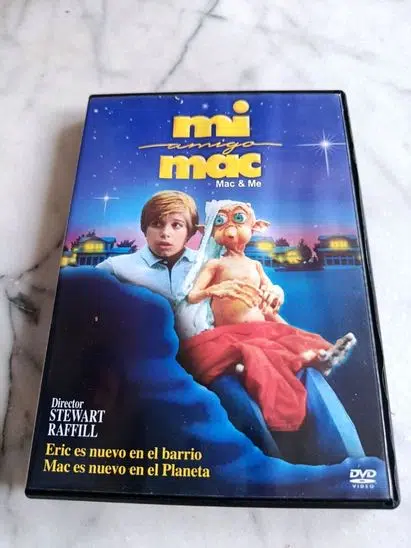 mi
amigo
mac
Mac & Me
Director
STEWART
RAFFILL
Eric es nuevo en el barrio
Mac es nuevo en el Planeta
DVD
VIDEO